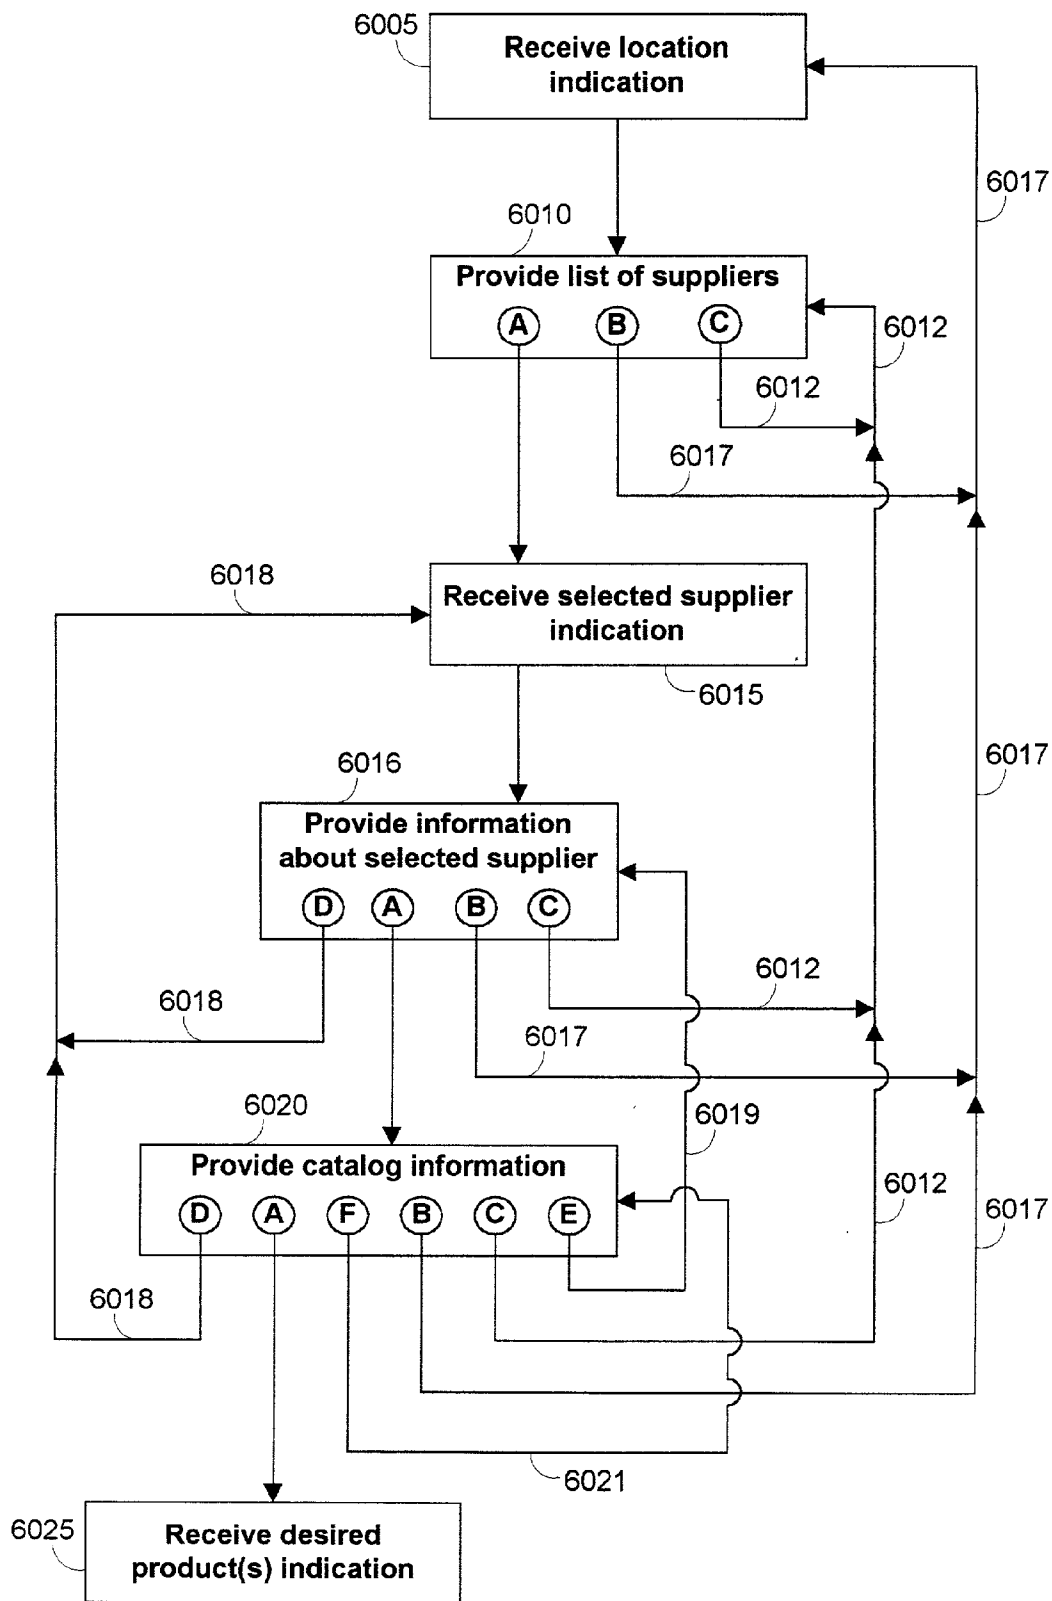 6005
Receive location
indication
6017
6010
Provide list of suppliers
A B C
6012
6012
6017
6018
Receive selected supplier
indication
6015
6017
6016
Provide information
about selected supplier
D A B C
6012
6018
6017
6019
6020
Provide catalog information
D A F B C E
6012
6017
6018
6021
6025
Receive desired
product(s) indication